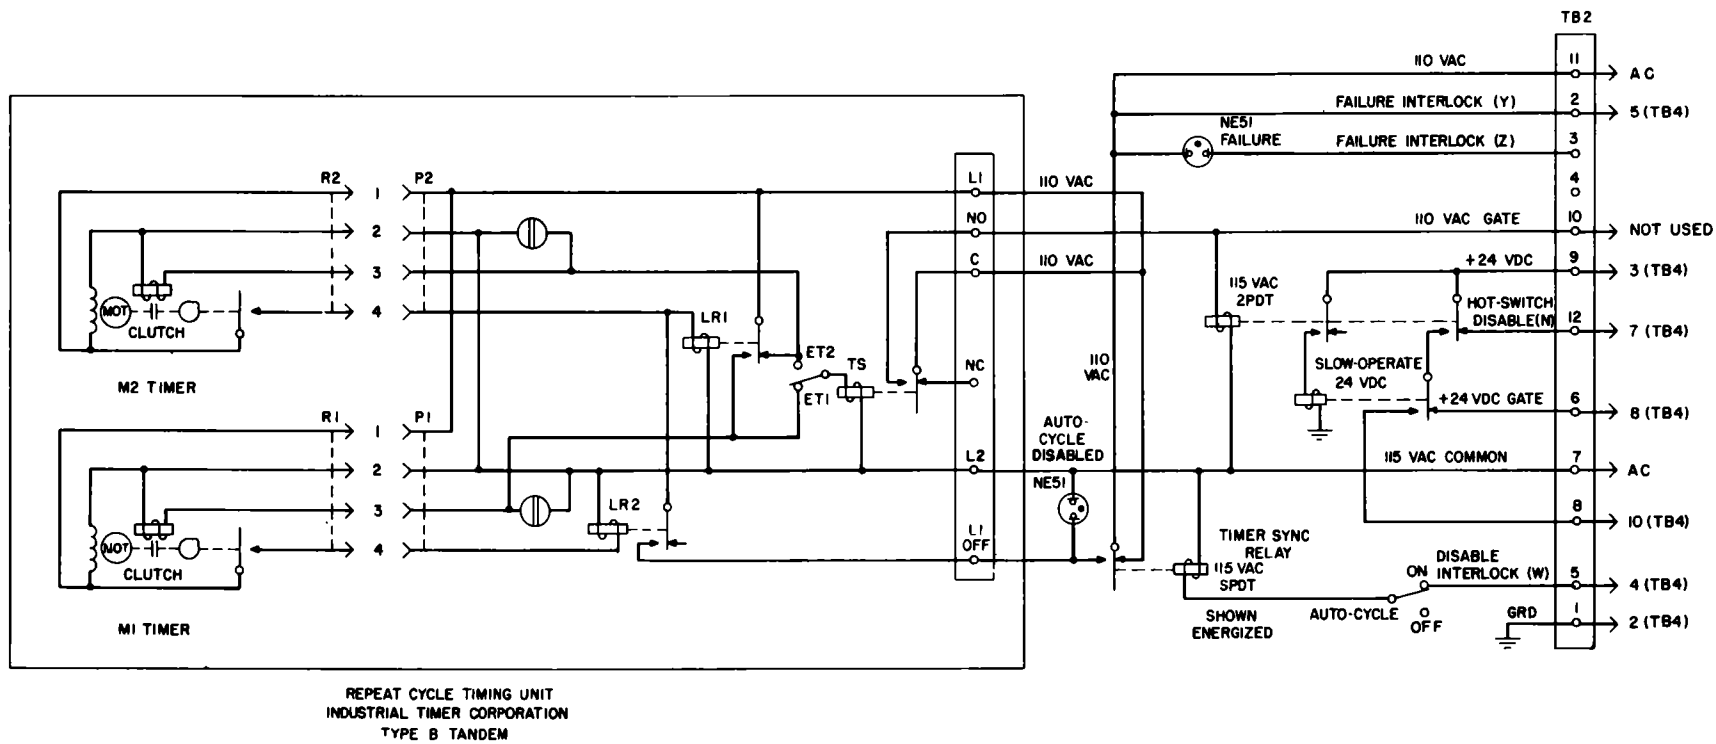 TB2
110 VAC
11
AC
FAILURE INTERLOCK (Y)
2
5 (TB4)
NE51
FAILURE
FAILURE INTERLOCK (Z)
3
4
R2
P2
1
L1
110 VAC
2
NO
110 VAC GATE
10
NOT USED
3
C
110 VAC
+24 VDC
9
3 (TB4)
MOT
CLUTCH
4
LR1
115 VAC
2PDT
HOT-SWITCH
DISABLE(N)
12
7 (TB4)
M2 TIMER
ET2
TS
ET1
NC
110
VAC
SLOW-OPERATE
24 VDC
+24 VDC GATE
6
8 (TB4)
R1
P1
1
AUTO-
CYCLE
DISABLED
2
L2
115 VAC COMMON
7
AC
NE51
3
LR2
8
10 (TB4)
MOT
CLUTCH
4
L1
OFF
TIMER SYNC
RELAY
115 VAC
SPDT
ON
DISABLE
INTERLOCK (W)
5
4 (TB4)
M1 TIMER
SHOWN
ENERGIZED
AUTO-CYCLE
OFF
GRD
1
2 (TB4)
REPEAT CYCLE TIMING UNIT
INDUSTRIAL TIMER CORPORATION
TYPE B TANDEM